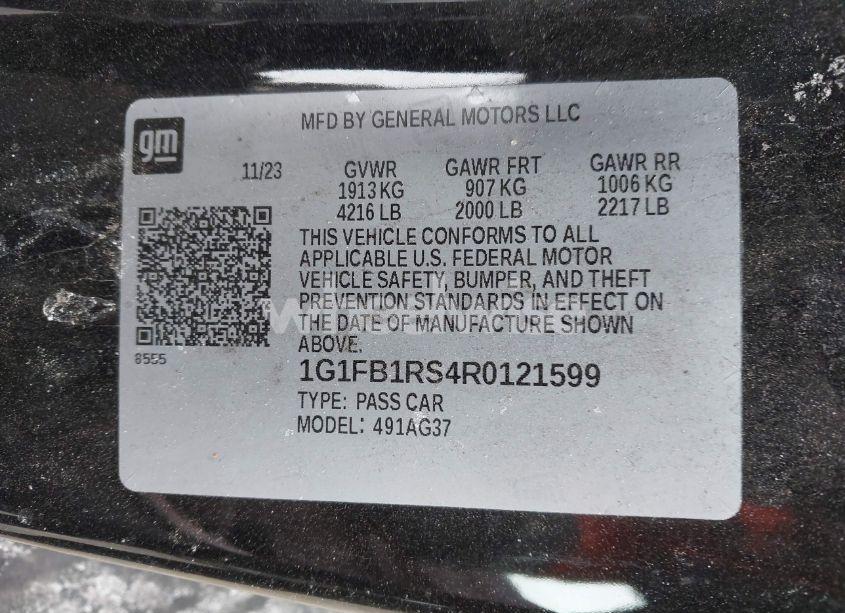 MFD BY GENERAL MOTORS LLC
gm
11/23 GVWR GAWR FRT GAWR RR
1913 KG 907 KG 1006 KG
4216 LB 2000 LB 2217 LB
THIS VEHICLE CONFORMS TO ALL
APPLICABLE U.S. FEDERAL MOTOR
VEHICLE SAFETY, BUMPER, AND THEFT
PREVENTION STANDARDS IN EFFECT ON
THE DATE OF MANUFACTURE SHOWN
ABOVE.
8555
1G1FB1RS4R0121599
TYPE: PASS CAR
MODEL: 491AG37